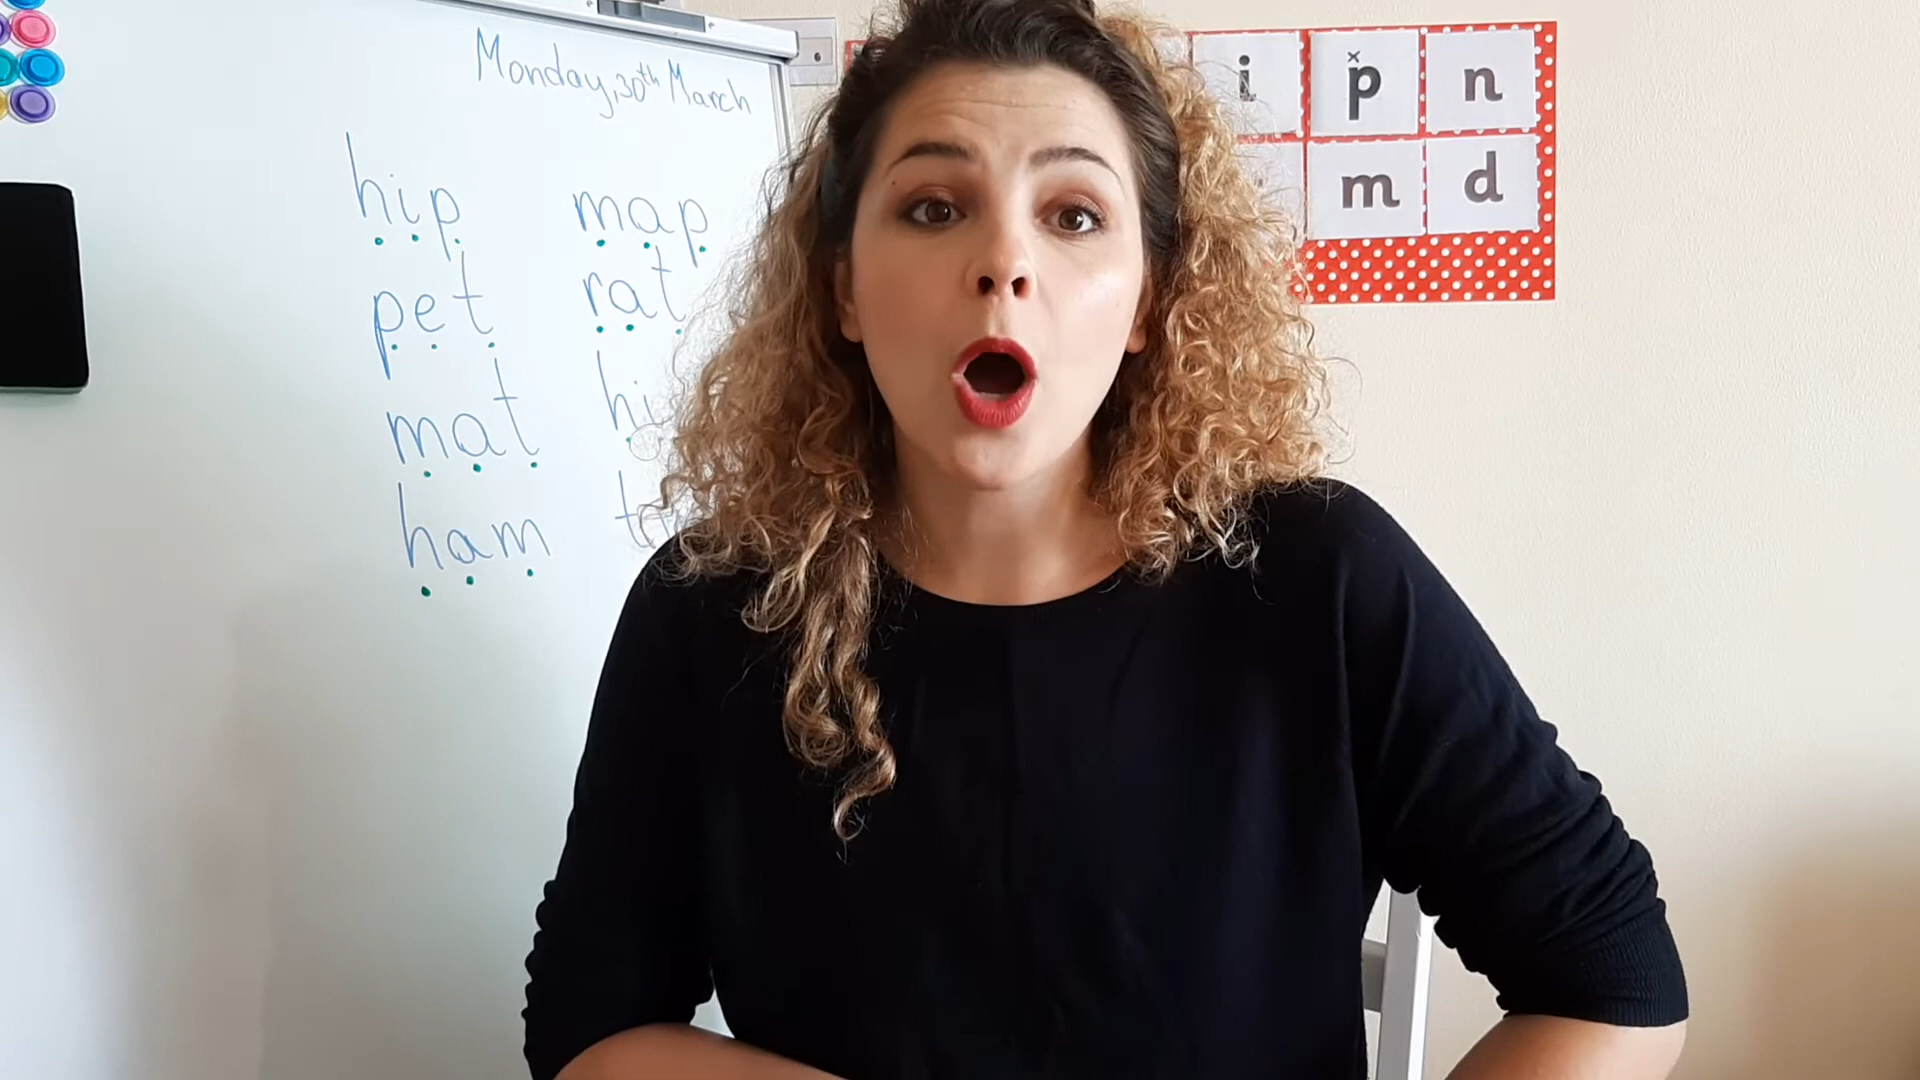 Monday, 30th March
hip map
pet rat
mat
ham
i p n
m d